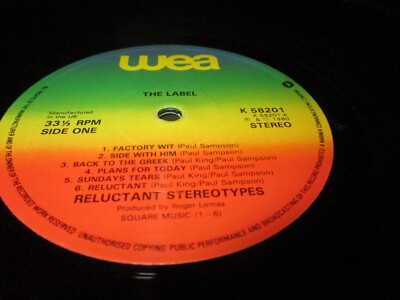 wea
THE LABEL
Manufactured
in the UK
33⅓ RPM
SIDE ONE
K 58201
K 58201 A
℗ & © 1980
STEREO
1. FACTORY WIT (Paul Sampson)
2. SIDE WITH HIM (Paul Sampson)
3. BACK TO THE GREEK (Paul King/Paul Sampson)
4. PLANS FOR TODAY (Paul Sampson)
5. SUNDAYS TEARS (Paul King/Paul Sampson)
6. RELUCTANT (Paul King/Paul Sampson)
RELUCTANT STEREOTYPES
Produced by Roger Lomas
SQUARE MUSIC (1-6)
UNAUTHORISED COPYING PUBLIC PERFORMANCE AND BROADCASTING OF THIS RECORD PROHIBITED